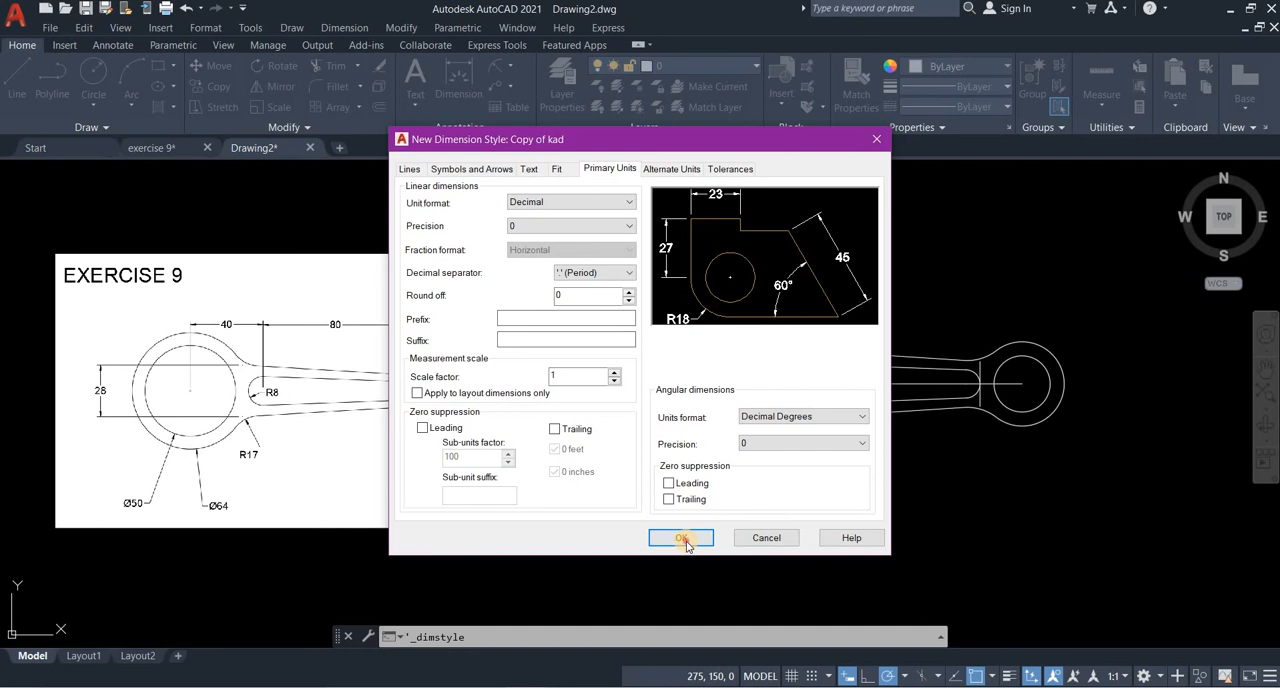 Autodesk AutoCAD 2021 Drawing2.dwg
Type a keyword or phrase
Sign In
File Edit View Insert Format Tools Draw Dimension Modify Parametric Window Help Express
Home Insert Annotate Parametric View Manage Output Add-ins Collaborate Express Tools Featured Apps
Line Polyline Circle Arc
Move Rotate Trim
Copy Mirror Fillet
Stretch Scale Array
Text Dimension Table
Layer Properties
0
Make Current
Match Layer
Insert
Match Properties
ByLayer
ByLayer
ByLayer
Group
Measure
Paste
Base
Draw Modify Properties Groups Utilities Clipboard View
Start exercise 9* Drawing2*
New Dimension Style: Copy of kad
Lines Symbols and Arrows Text Fit Primary Units Alternate Units Tolerances
Linear dimensions
Unit format: Decimal
Precision 0
Fraction format: Horizontal
Decimal separator: '.' (Period)
Round off: 0
Prefix:
Suffix:
Measurement scale
Scale factor: 1
Apply to layout dimensions only
Zero suppression
Leading
Trailing
Sub-units factor:
100
0 feet
0 inches
Sub-unit suffix:
23
27
45
60°
R18
Angular dimensions
Units format: Decimal Degrees
Precision: 0
Zero suppression
Leading
Trailing
Cancel
Help
EXERCISE 9
40
80
28
R8
R17
Ø50
Ø64
N
W TOP E
S
WCS
Y
X
'_dimstyle
Model Layout1 Layout2
275, 150, 0 MODEL 1:1